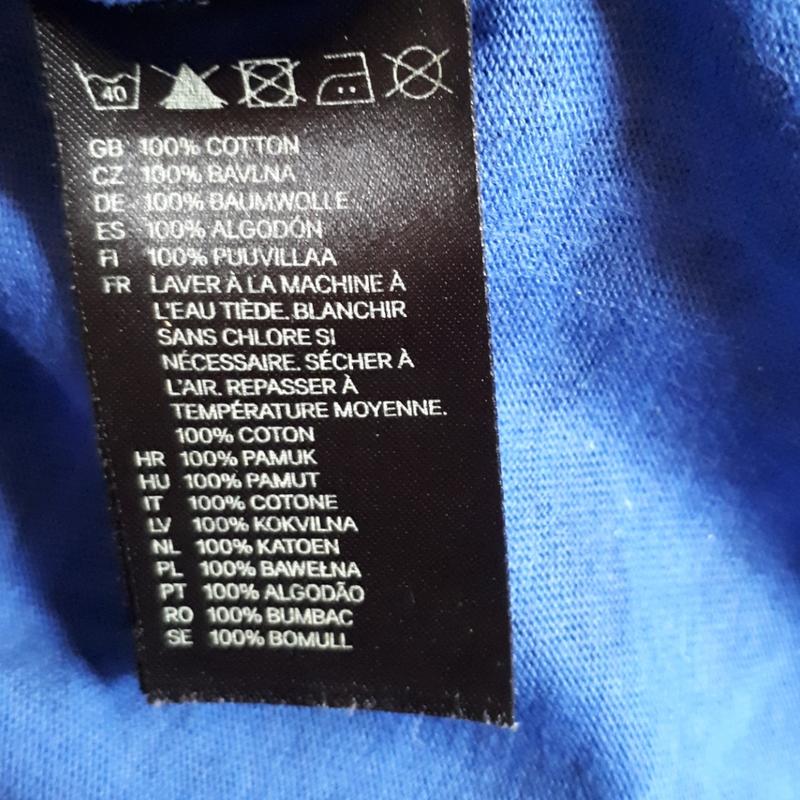 40
GB 100% COTTON
CZ 100% BAVLNA
DE 100% BAUMWOLLE
ES 100% ALGODÓN
FI 100% PUUVILLAA
FR LAVER À LA MACHINE À
L'EAU TIÈDE. BLANCHIR
SANS CHLORE SI
NÉCESSAIRE. SÉCHER À
L'AIR. REPASSER À
TEMPÉRATURE MOYENNE.
100% COTON
HR 100% PAMUK
HU 100% PAMUT
IT 100% COTONE
LV 100% KOKVILNA
NL 100% KATOEN
PL 100% BAWEŁNA
PT 100% ALGODÃO
RO 100% BUMBAC
SE 100% BOMULL